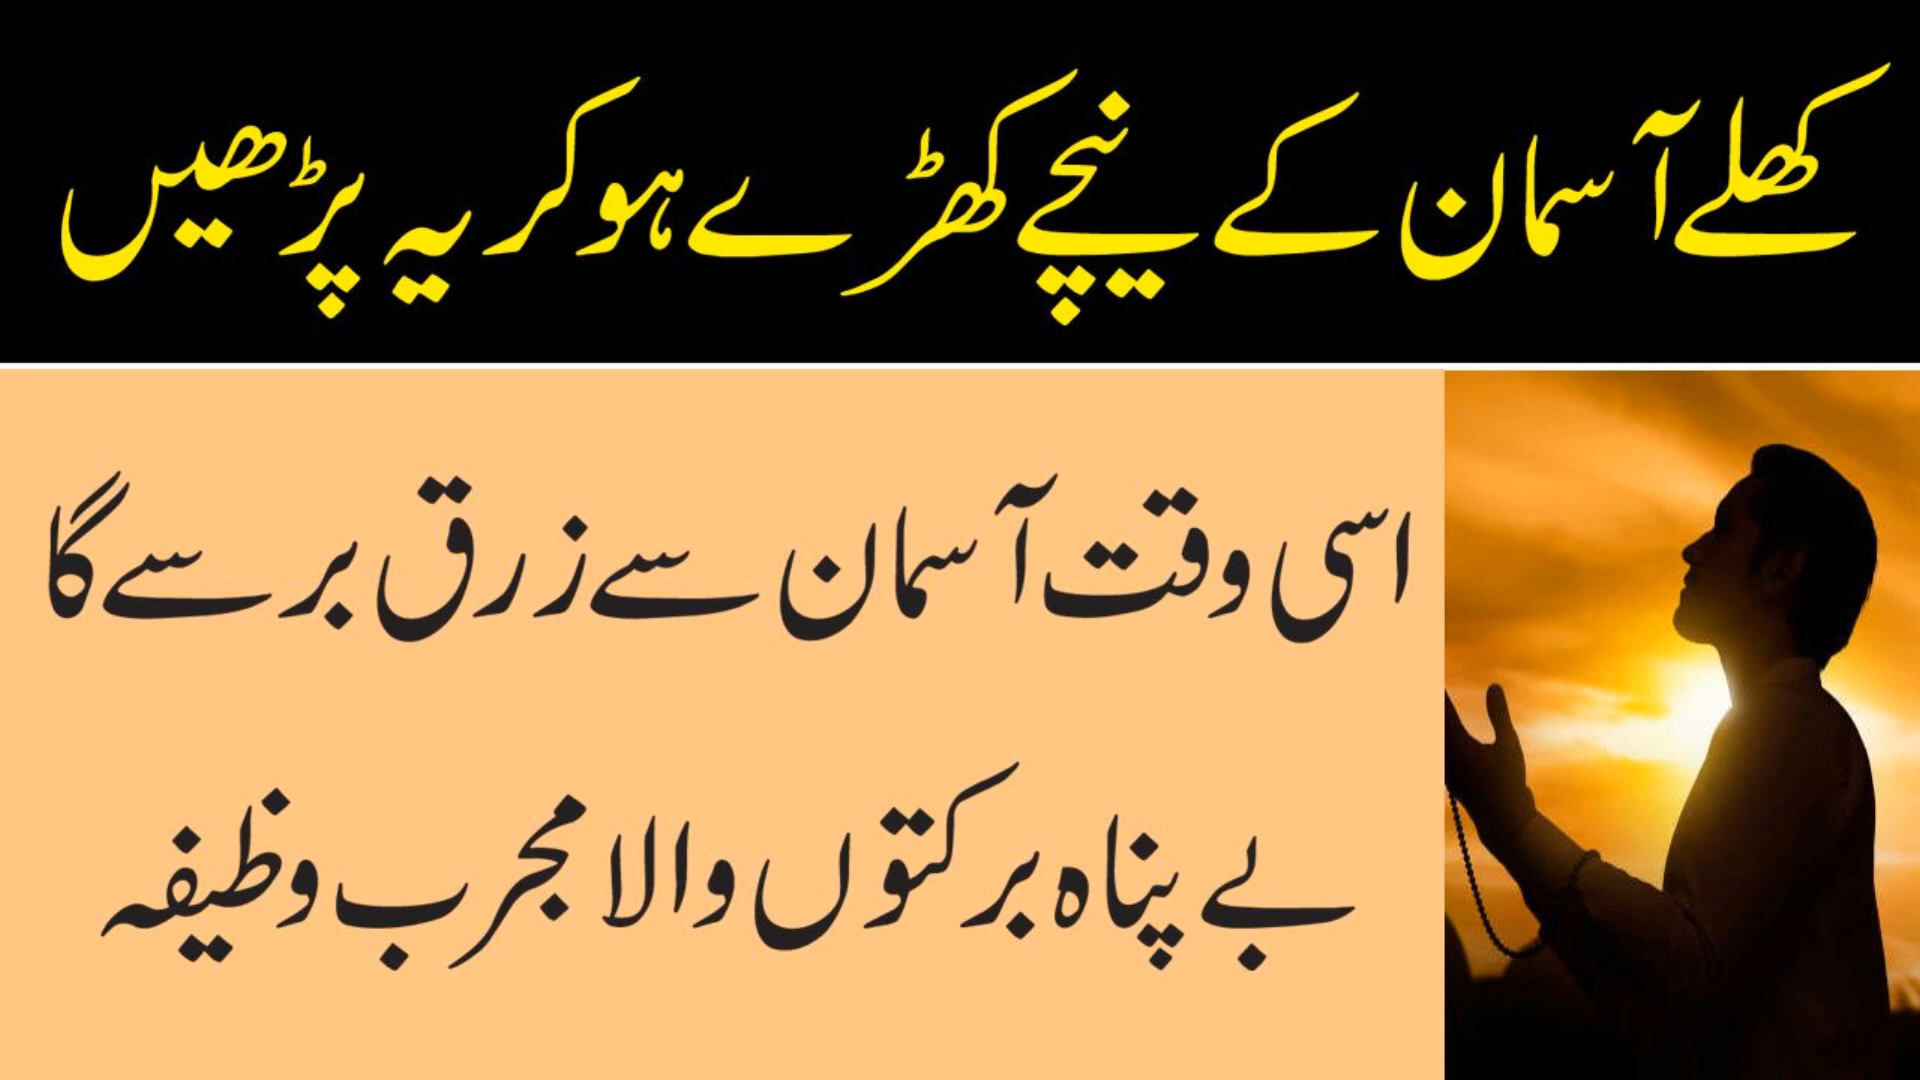 کھلے آسمان کے نیچے کھڑے ہو کر یہ پڑھیں
اسی وقت آسمان سے زرق برسے گا
بے پناہ برکتوں والا مجرب وظیفہ